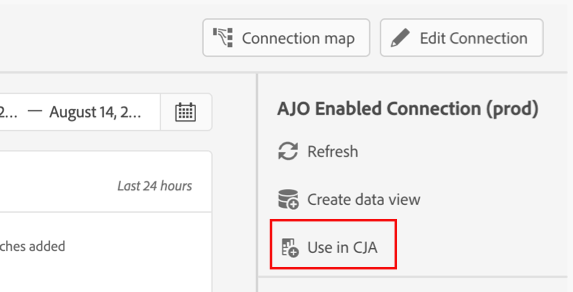 Connection map
Edit Connection
2... — August 14, 2...
AJO Enabled Connection (prod)
Refresh
Last 24 hours
Create data view
ches added
Use in CJA